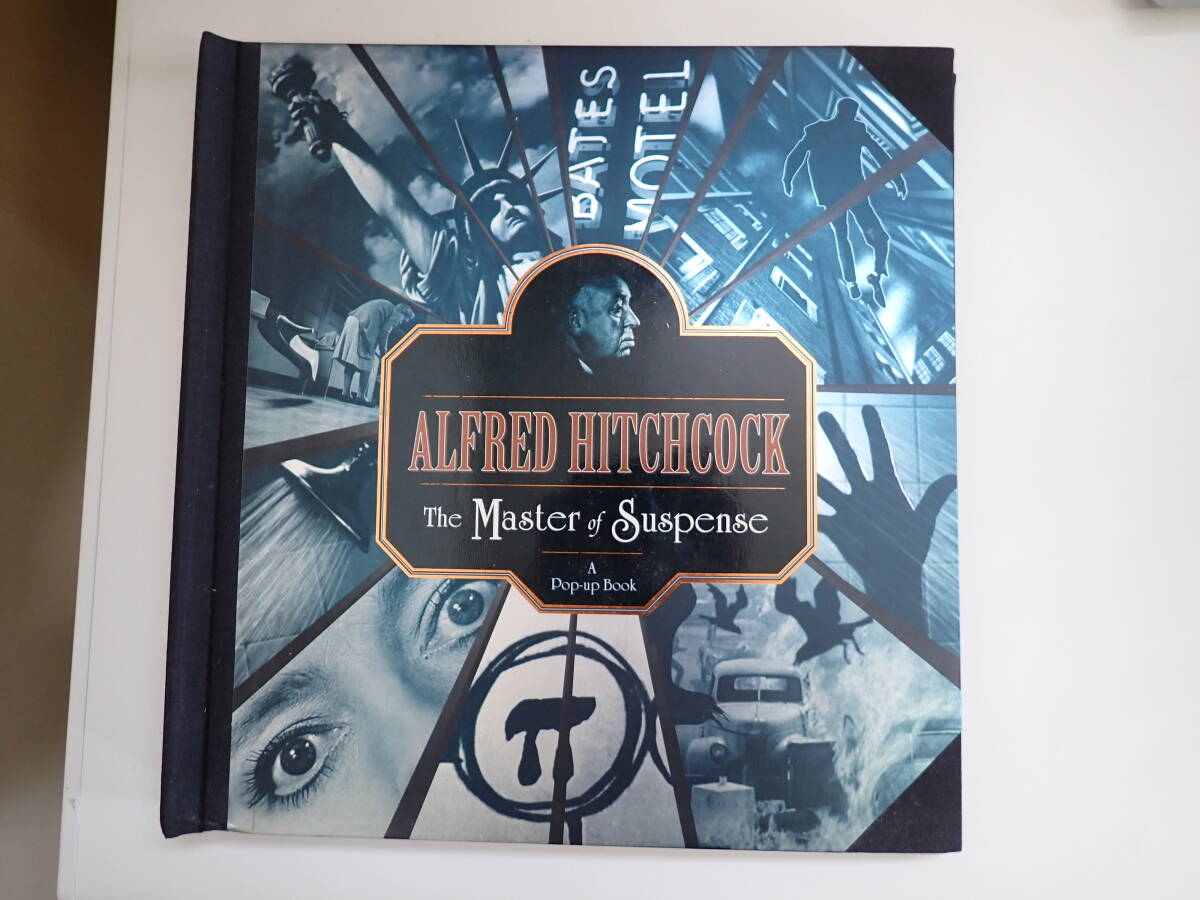 BATES
MOTEL
ALFRED HITCHCOCK
The Master of Suspense
A
Pop-up Book
π